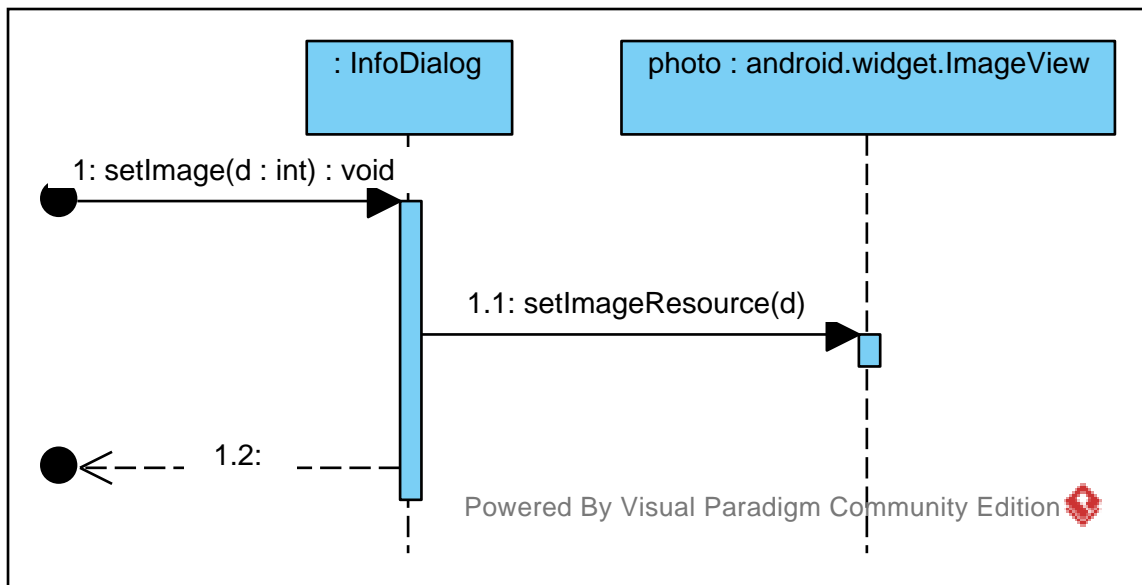 : InfoDialog
photo : android.widget.ImageView
1: setImage(d : int) : void
1.1: setImageResource(d)
1.2:
Powered By Visual Paradigm Community Edition